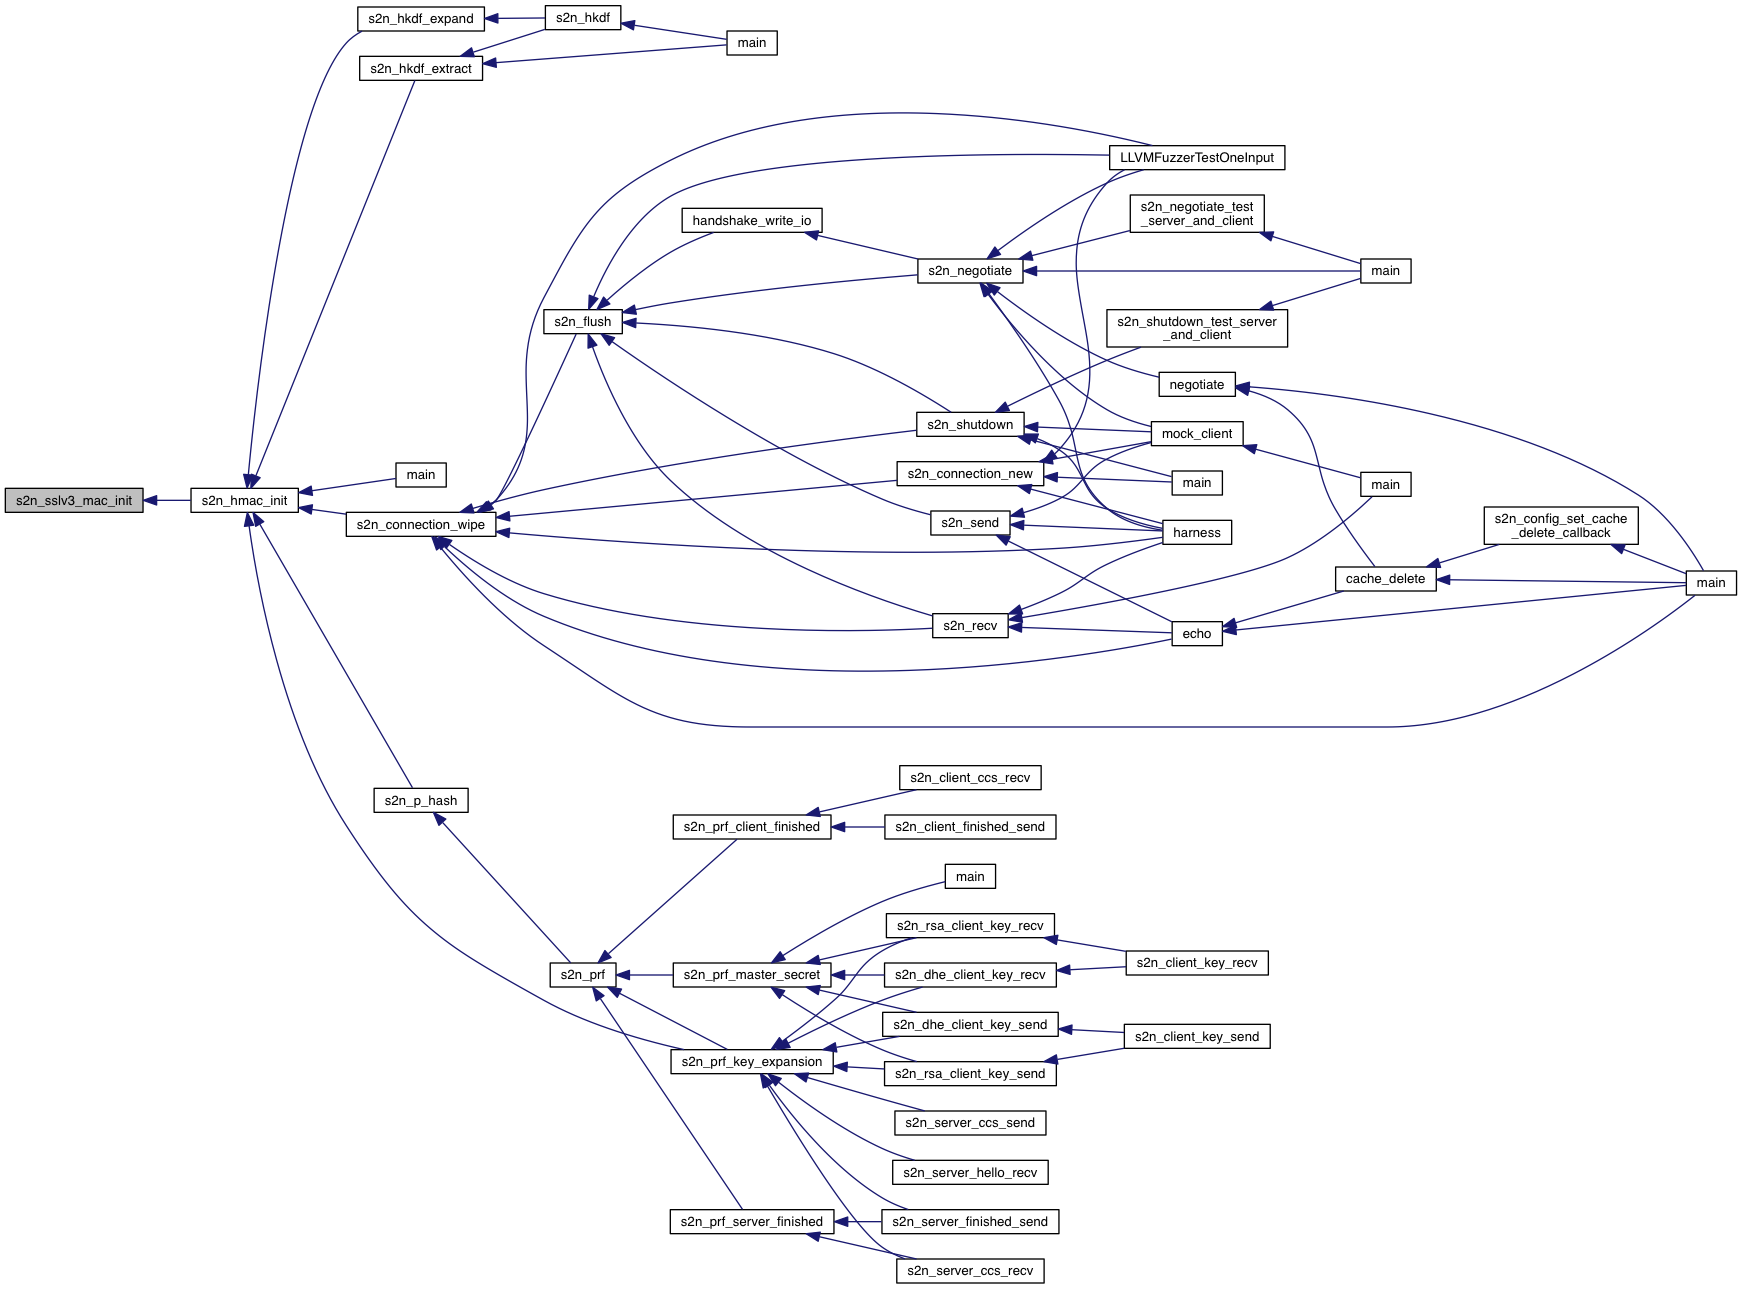 s2n_hkdf_expand
s2n_hkdf
main
s2n_hkdf_extract
LLVMFuzzerTestOneInput
handshake_write_io
s2n_negotiate_test
_server_and_client
s2n_negotiate
main
s2n_flush
s2n_shutdown_test_server
_and_client
negotiate
s2n_shutdown
mock_client
main
s2n_connection_new
main
main
s2n_sslv3_mac_init
s2n_hmac_init
s2n_connection_wipe
s2n_send
harness
s2n_config_set_cache
_delete_callback
cache_delete
main
s2n_recv
echo
s2n_client_ccs_recv
s2n_p_hash
s2n_prf_client_finished
s2n_client_finished_send
main
s2n_rsa_client_key_recv
s2n_client_key_recv
s2n_prf
s2n_prf_master_secret
s2n_dhe_client_key_recv
s2n_dhe_client_key_send
s2n_client_key_send
s2n_prf_key_expansion
s2n_rsa_client_key_send
s2n_server_ccs_send
s2n_server_hello_recv
s2n_prf_server_finished
s2n_server_finished_send
s2n_server_ccs_recv